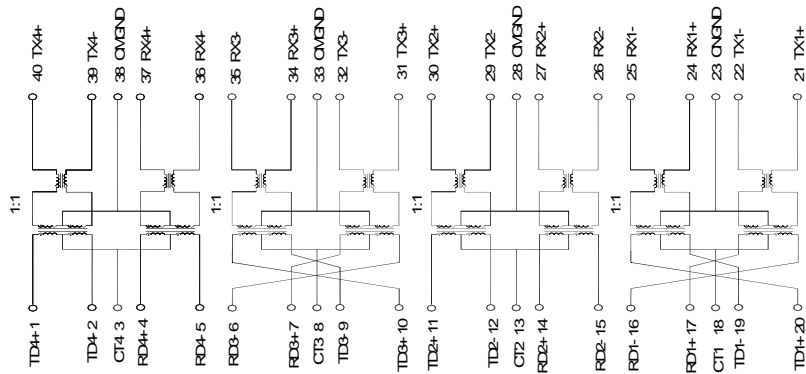 40 TX4+
39 TX4-
38 CMGND
37 RX4+
36 RX4-
35 RX3-
34 RX3+
33 CMGND
32 TX3-
31 TX3+
30 TX2+
29 TX2-
28 CMGND
27 RX2+
26 RX2-
25 RX1-
24 RX1+
23 CNGND
22 TX1-
21 TX1+
1:1
1:1
1:1
1:1
TD4+ 1
TD4- 2
CT4 3
RD4+ 4
RD4- 5
RD3- 6
RD3+ 7
CT3 8
TD3- 9
TD3+ 10
TD2+ 11
TD2- 12
CT2 13
RD2+ 14
RD2- 15
RD1- 16
RD1+ 17
CT1 18
TD1- 19
TD1+ 20